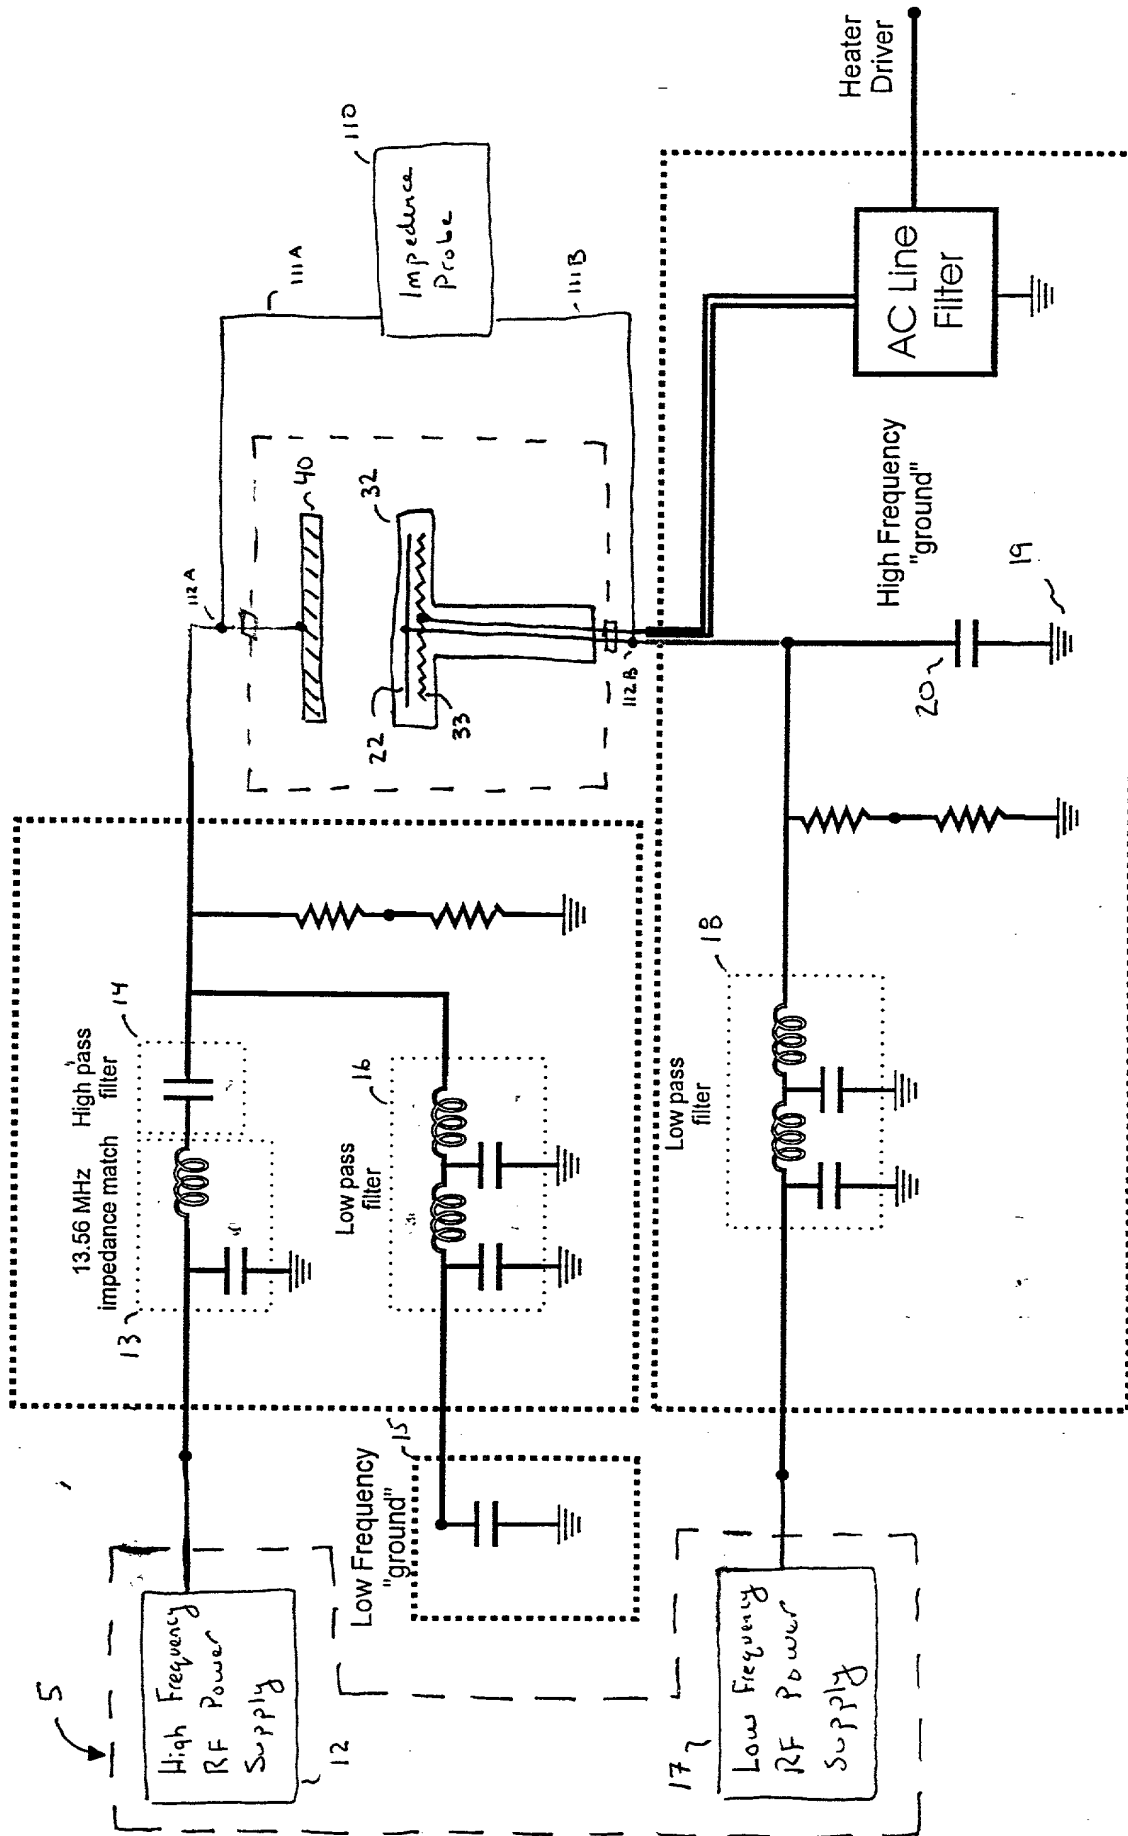 5
High Frequency
RF Power
Supply
12
13.56 MHz
impedance match
13
High pass
filter
14
Low Frequency
"ground"
15
Low pass
filter
16
112A
111A
110
Impedence
Probe
111B
112B
40
32
22
33
17
Low Frequency
RF Power
Supply
Low pass
filter
18
High Frequency
"ground"
20
19
AC Line
Filter
Heater
Driver